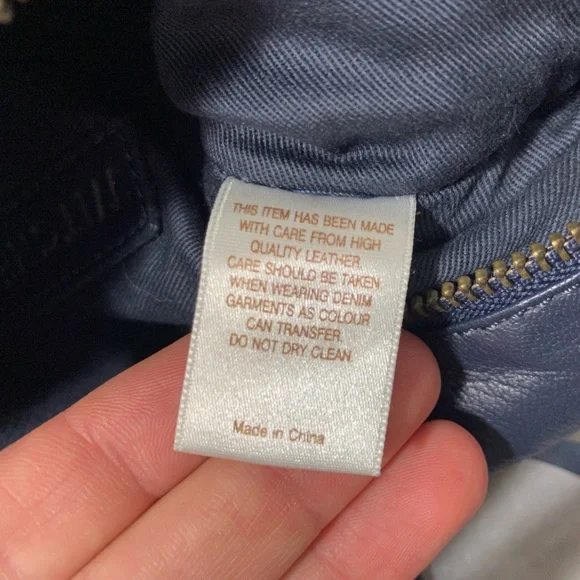 THIS ITEM HAS BEEN MADE
WITH CARE FROM HIGH
QUALITY LEATHER.
CARE SHOULD BE TAKEN
WHEN WEARING DENIM
GARMENTS AS COLOUR
CAN TRANSFER.
DO NOT DRY CLEAN
Made in China